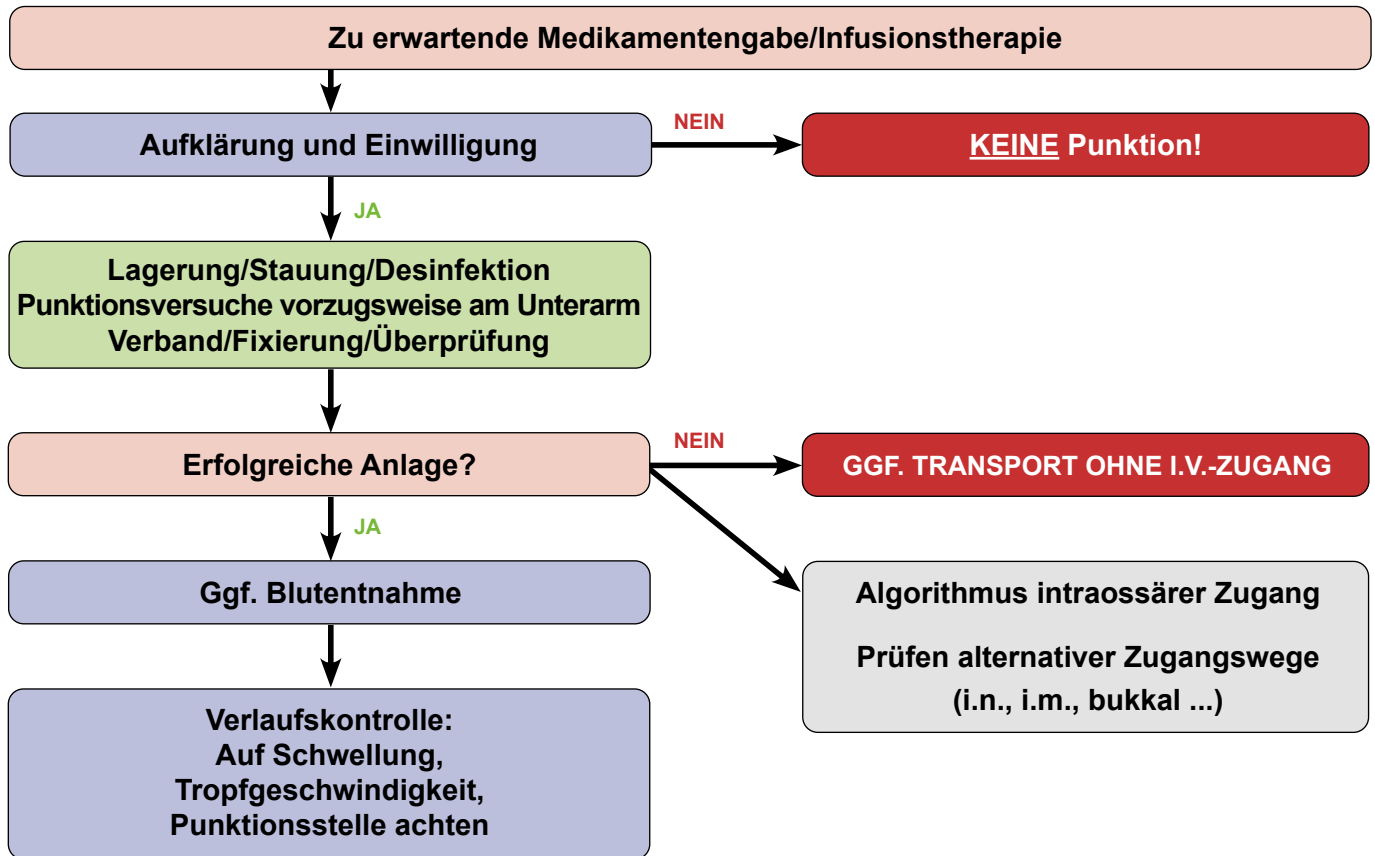 Zu erwartende Medikamentengabe/Infusionstherapie
Aufklärung und Einwilligung
NEIN
KEINE Punktion!
JA
Lagerung/Stauung/Desinfektion
Punktionsversuche vorzugsweise am Unterarm
Verband/Fixierung/Überprüfung
Erfolgreiche Anlage?
NEIN
GGF. TRANSPORT OHNE I.V.-ZUGANG
JA
Algorithmus intraossärer Zugang
Prüfen alternativer Zugangswege
(i.n., i.m., bukkal ...)
Ggf. Blutentnahme
Verlaufskontrolle:
Auf Schwellung,
Tropfgeschwindigkeit,
Punktionsstelle achten